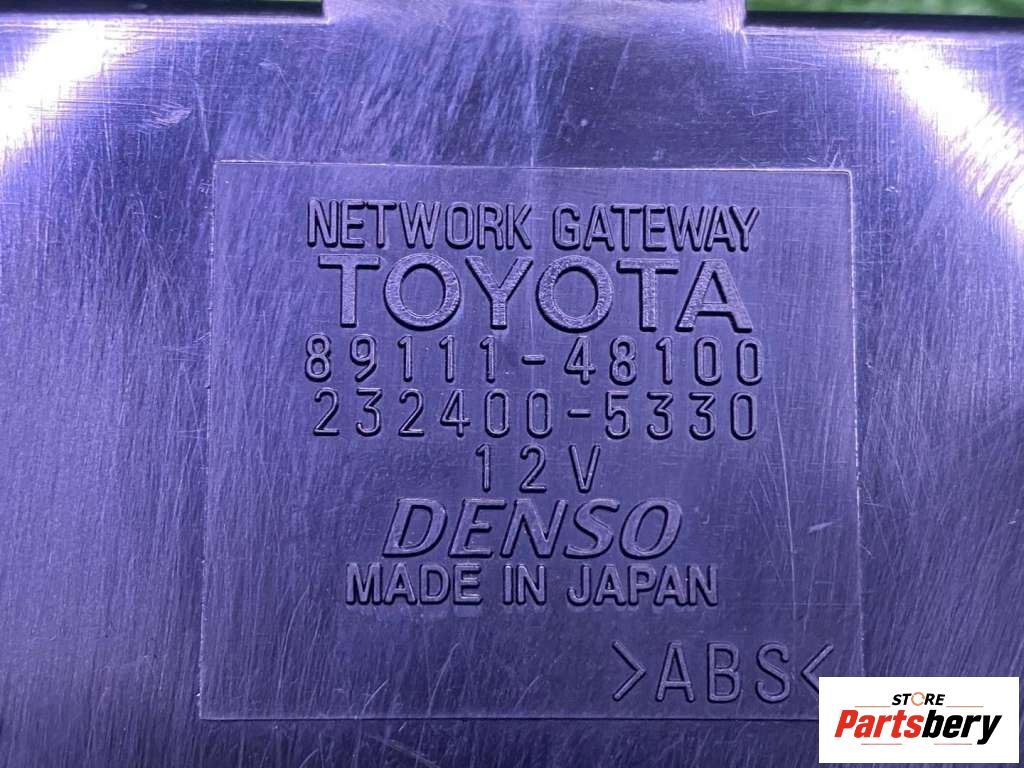 NETWORK GATEWAY
TOYOTA
89111-48100
232400-5330
12V
DENSO
MADE IN JAPAN
>ABS<
STORE
Partsbery